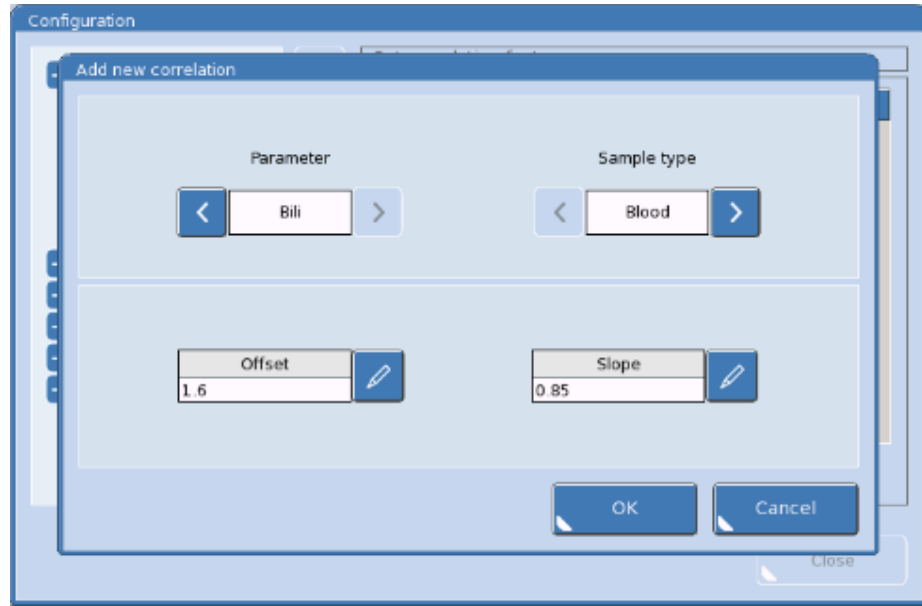 Configuration
Add new correlation
Parameter
Sample type
Bili
Blood
Offset
Slope
1.6
0.85
OK
Cancel
Close